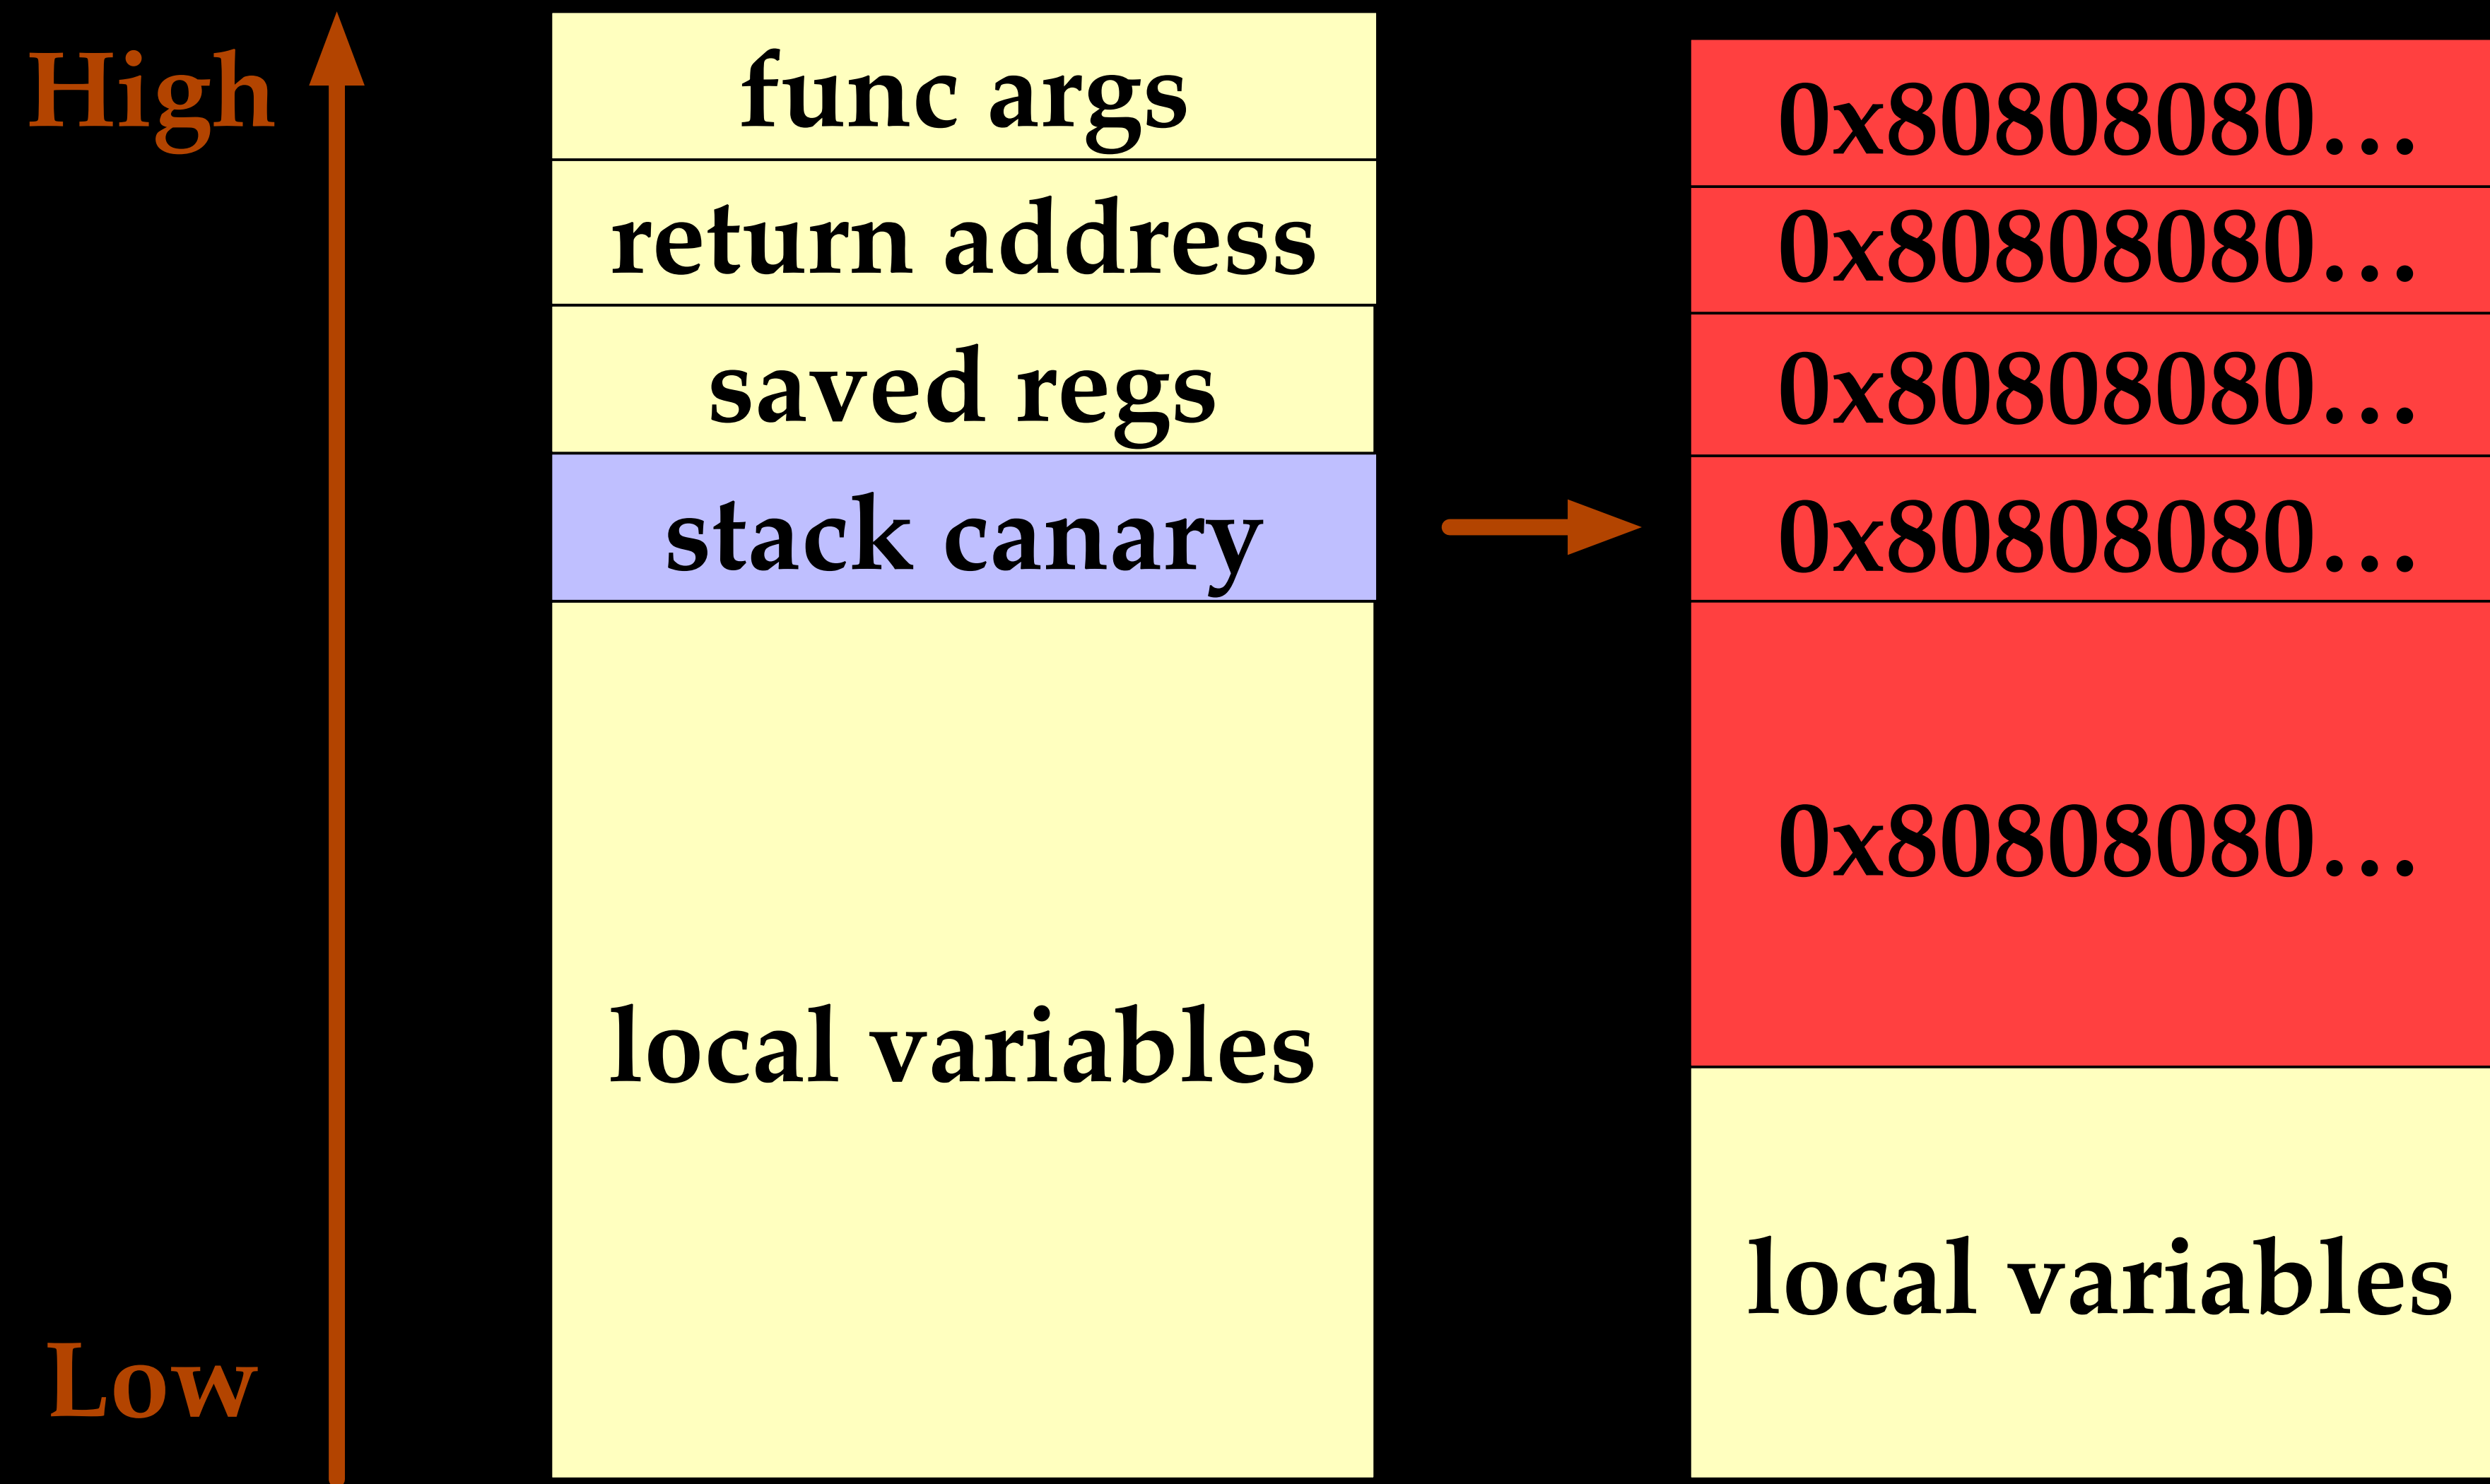 High
Low
func args
return address
saved regs
stack canary
local variables
0x80808080...
0x80808080...
0x80808080...
0x80808080...
0x80808080...
local variables